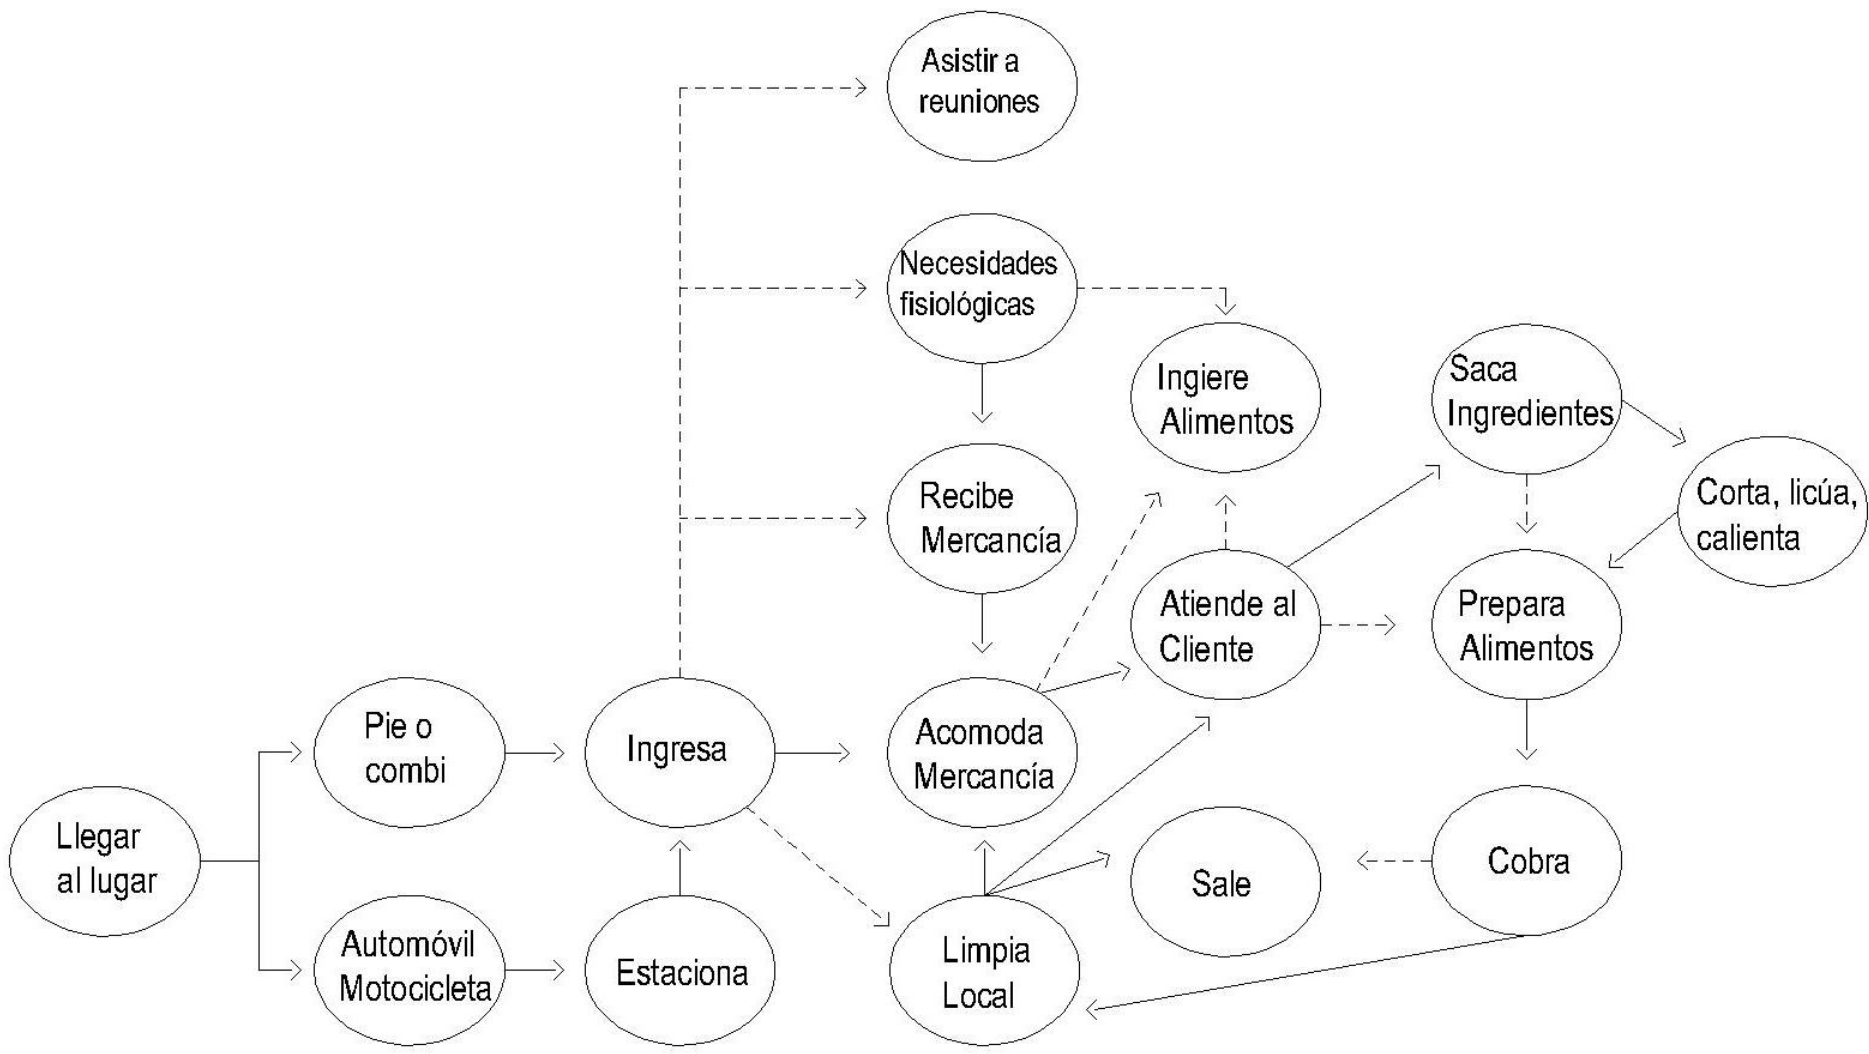 Asistir a
reuniones
Necesidades
fisiológicas
Ingiere
Alimentos
Saca
Ingredientes
Recibe
Mercancía
Corta, licúa,
calienta
Atiende al
Cliente
Prepara
Alimentos
Pie o
combi
Ingresa
Acomoda
Mercancía
Llegar
al lugar
Sale
Cobra
Automóvil
Motocicleta
Estaciona
Limpia
Local